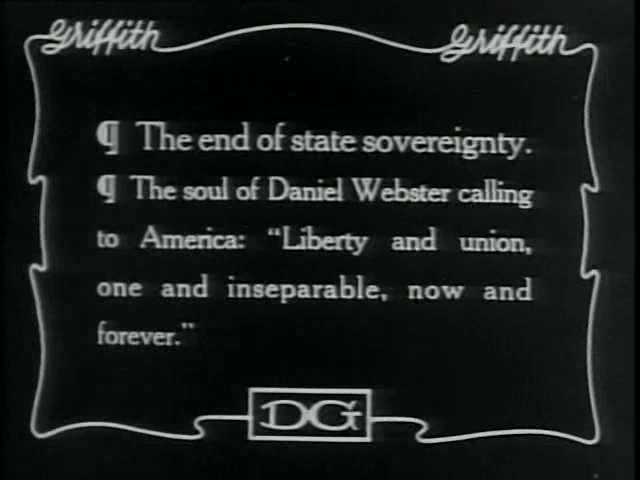 Griffith Griffith
¶ The end of state sovereignty.
¶ The soul of Daniel Webster calling
to America: "Liberty and union,
one and inseparable, now and
forever."
DG